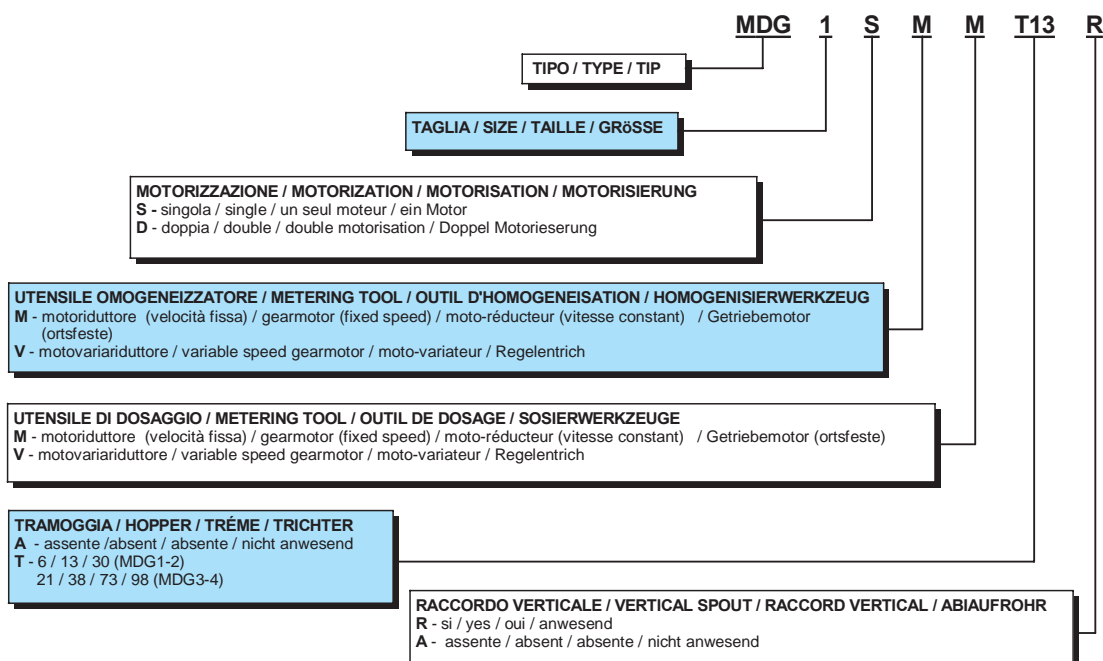 MDG 1 S M M T13 R
TIPO / TYPE / TIP
TAGLIA / SIZE / TAILLE / GRöSSE
MOTORIZZAZIONE / MOTORIZATION / MOTORISATION / MOTORISIERUNG
S - singola / single / un seul moteur / ein Motor
D - doppia / double / double motorisation / Doppel Motorieserung
UTENSILE OMOGENEIZZATORE / METERING TOOL / OUTIL D'HOMOGENEISATION / HOMOGENISIERWERKZEUG
M - motoriduttore (velocità fissa) / gearmotor (fixed speed) / moto-réducteur (vitesse constant) / Getriebemotor
(ortsfeste)
V - motovariariduttore / variable speed gearmotor / moto-variateur / Regelentrich
UTENSILE DI DOSAGGIO / METERING TOOL / OUTIL DE DOSAGE / SOSIERWERKZEUGE
M - motoriduttore (velocità fissa) / gearmotor (fixed speed) / moto-réducteur (vitesse constant) / Getriebemotor (ortsfeste)
V - motovariariduttore / variable speed gearmotor / moto-variateur / Regelentrich
TRAMOGGIA / HOPPER / TRÉME / TRICHTER
A - assente /absent / absente / nicht anwesend
T - 6 / 13 / 30 (MDG1-2)
21 / 38 / 73 / 98 (MDG3-4)
RACCORDO VERTICALE / VERTICAL SPOUT / RACCORD VERTICAL / ABIAUFROHR
R - si / yes / oui / anwesend
A - assente / absent / absente / nicht anwesend